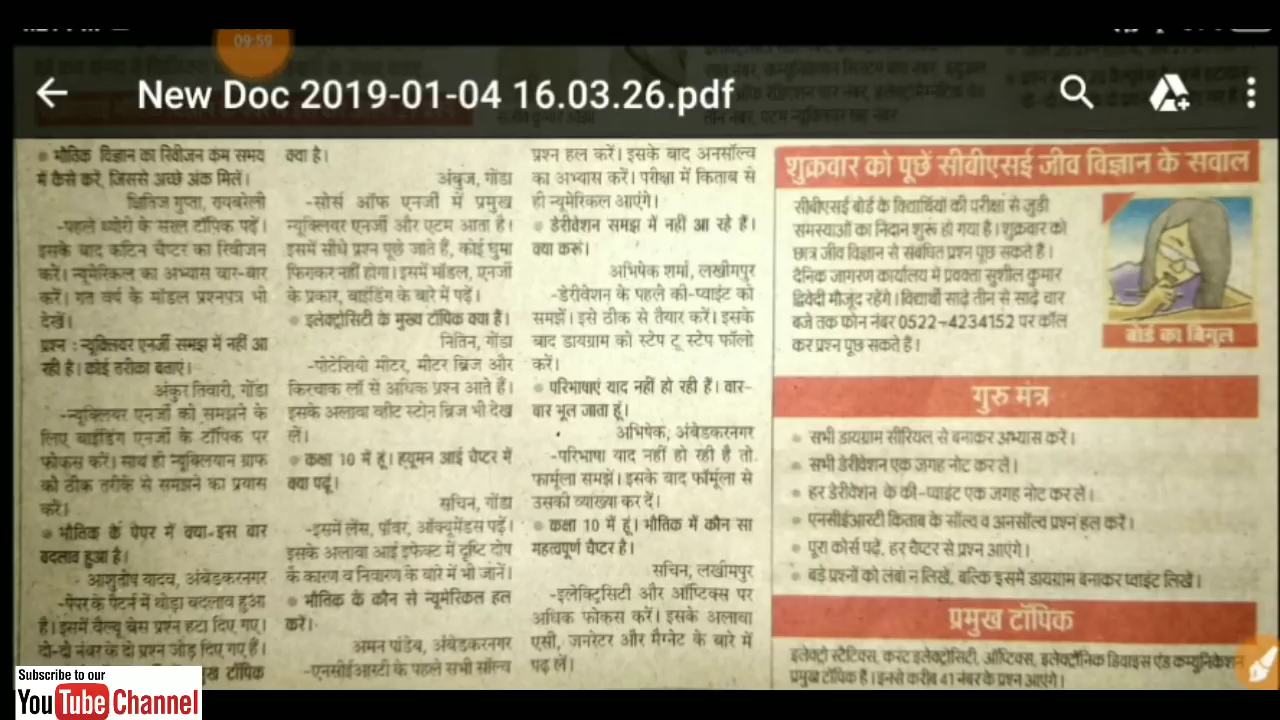 09:59
New Doc 2019-01-04 16.03.26.pdf
• भौतिक विज्ञान का रिवीजन कम समय
में कैसे करें, जिससे अच्छे अंक मिलें।
क्षितिज गुप्ता, रायबरेली
-पहले थ्योरी के सरल टॉपिक पढ़ें।
इसके बाद कठिन चैप्टर का रिवीजन
करें। न्यूमेरिकल का अभ्यास बार-बार
करें। गत वर्ष के मॉडल प्रश्नपत्र भी
देखें।
प्रश्न : न्यूक्लियर एनर्जी समझ में नहीं आ
रही है। कोई तरीका बताएं।
अंकुर तिवारी, गोंडा
-न्यूक्लियर एनर्जी को समझने के
लिए बाईंडिंग एनर्जी के टॉपिक पर
फोकस करें। साथ ही न्यूक्लियान ग्राफ
को ठीक तरीके से समझने का प्रयास
करें।
• भौतिक के पेपर में क्या-इस बार
बदलाव हुआ है।
आशुतोष यादव, अंबेडकरनगर
-पेपर के पैटर्न में थोड़ा बदलाव हुआ
है। इसमें वैल्यू बेस प्रश्न हटा दिए गए।
दो-दो नंबर के दो प्रश्न जोड़ दिए गए हैं।
टॉपिक
क्या है।
अंबुज, गोंडा
-सोर्स ऑफ एनर्जी में प्रमुख
न्यूक्लियर एनर्जी और एटम आता है।
इसमें सीधे प्रश्न पूछे जाते हैं, कोई घुमा
फिराकर नहीं होगा। इसमें मॉडल, एनर्जी
के प्रकार, बाइंडिंग के बारे में पढ़ें।
• इलेक्ट्रोसिटी के मुख्य टॉपिक क्या हैं।
नितिन, गोंडा
-पोटेशियो मीटर, मीटर ब्रिज और
किरचाक लॉ से अधिक प्रश्न आते हैं।
इसके अलावा व्हीट स्टोन ब्रिज भी देख
लें।
• कक्षा 10 में हूं। ह्यूमन आई चैप्टर में
क्या पढ़ूं।
सचिन, गोंडा
-इसमें लेंस, पॉवर, ऑक्यूमेंडस पढ़ें।
इसके अलावा आई इफेक्ट में दृष्टि दोष
के कारण व निवारण के बारे में भी जानें।
• भौतिक के कौन से न्यूमेरिकल हल
करें।
अमन पांडेय, अंबेडकरनगर
-एनसीईआरटी के पहले सभी सॉल्व
प्रश्न हल करें। इसके बाद अनसॉल्व
का अभ्यास करें। परीक्षा में किताब से
ही न्यूमेरिकल आएंगे।
• डेरीवेशन समझ में नहीं आ रहे हैं।
क्या करूं।
अभिषेक शर्मा, लखीमपुर
-डेरीवेशन के पहले की-प्वाइंट को
समझें। इसे ठीक से तैयार करें। इसके
बाद डायग्राम को स्टेप टू स्टेप फॉलो
करें।
• परिभाषाएं याद नहीं हो रही हैं। बार-
बार भूल जाता हूं।
अभिषेक, अंबेडकरनगर
-परिभाषा याद नहीं हो रही है तो
फार्मूला समझें। इसके बाद फॉर्मूला से
उसकी व्याख्या कर दें।
• कक्षा 10 में हूं। भौतिक में कौन सा
महत्वपूर्ण चैप्टर है।
सचिन, लखीमपुर
-इलेक्ट्रिसिटी और ऑप्टिक्स पर
अधिक फोकस करें। इसके अलावा
एसी, जनरेटर और मैग्नेट के बारे में
पढ़ लें।
शुक्रवार को पूछें सीबीएसई जीव विज्ञान के सवाल
सीबीएसई बोर्ड के विद्यार्थियों की परीक्षा से जुड़ी
समस्याओं का निदान शुरू हो गया है। शुक्रवार को
छात्र जीव विज्ञान से संबंधित प्रश्न पूछ सकते हैं।
दैनिक जागरण कार्यालय में प्रवक्ता सुशील कुमार
द्विवेदी मौजूद रहेंगे। विद्यार्थी साढ़े तीन से साढ़े चार
बजे तक फोन नंबर 0522-4234152 पर कॉल
कर प्रश्न पूछ सकते हैं।
बोर्ड का बिगुल
गुरु मंत्र
• सभी डायग्राम सीरियल से बनाकर अभ्यास करें।
• सभी डेरीवेशन एक जगह नोट कर लें।
• हर डेरीवेशन के की-प्वाइंट एक जगह नोट कर लें।
• एनसीईआरटी किताब के सॉल्व व अनसॉल्व प्रश्न हल करें।
• पूरा कोर्स पढ़ें, हर चैप्टर से प्रश्न आएंगे।
• बड़े प्रश्नों को लंबा न लिखें, बल्कि इसमें डायग्राम बनाकर प्वाइंट लिखें।
प्रमुख टॉपिक
इलेक्ट्रो स्टैटिक्स, करंट इलेक्ट्रोसिटी, ऑप्टिक्स, इलेक्ट्रॉनिक डिवाइस एंड कम्युनिकेशन
प्रमुख टॉपिक हैं। इनसे करीब 41 नंबर के प्रश्न आएंगे।
Subscribe to our
YouTube Channel